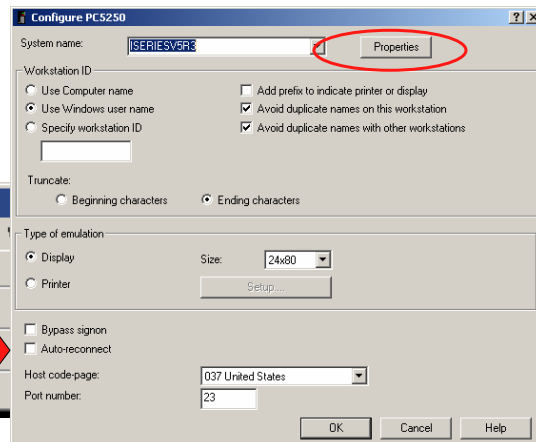 Configure PC5250
System name: ISERIESV5R3 Properties
Workstation ID
Use Computer name Add prefix to indicate printer or display
Use Windows user name Avoid duplicate names on this workstation
Specify workstation ID Avoid duplicate names with other workstations
Truncate:
Beginning characters Ending characters
Type of emulation
Display Size: 24x80
Printer Setup....
Bypass signon
Auto-reconnect
Host code-page: 037 United States
Port number: 23
OK Cancel Help